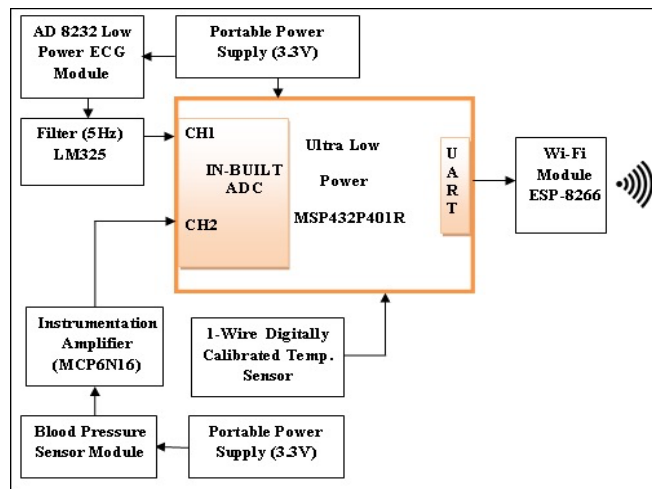 AD 8232 Low
Power ECG
Module
Portable Power
Supply (3.3V)
Filter (5Hz)
LM325
CH1
IN-BUILT
ADC
CH2
Ultra Low
Power
MSP432P401R
U
A
R
T
Wi-Fi
Module
ESP-8266
Instrumentation
Amplifier
(MCP6N16)
1-Wire Digitally
Calibrated Temp.
Sensor
Blood Pressure
Sensor Module
Portable Power
Supply (3.3V)